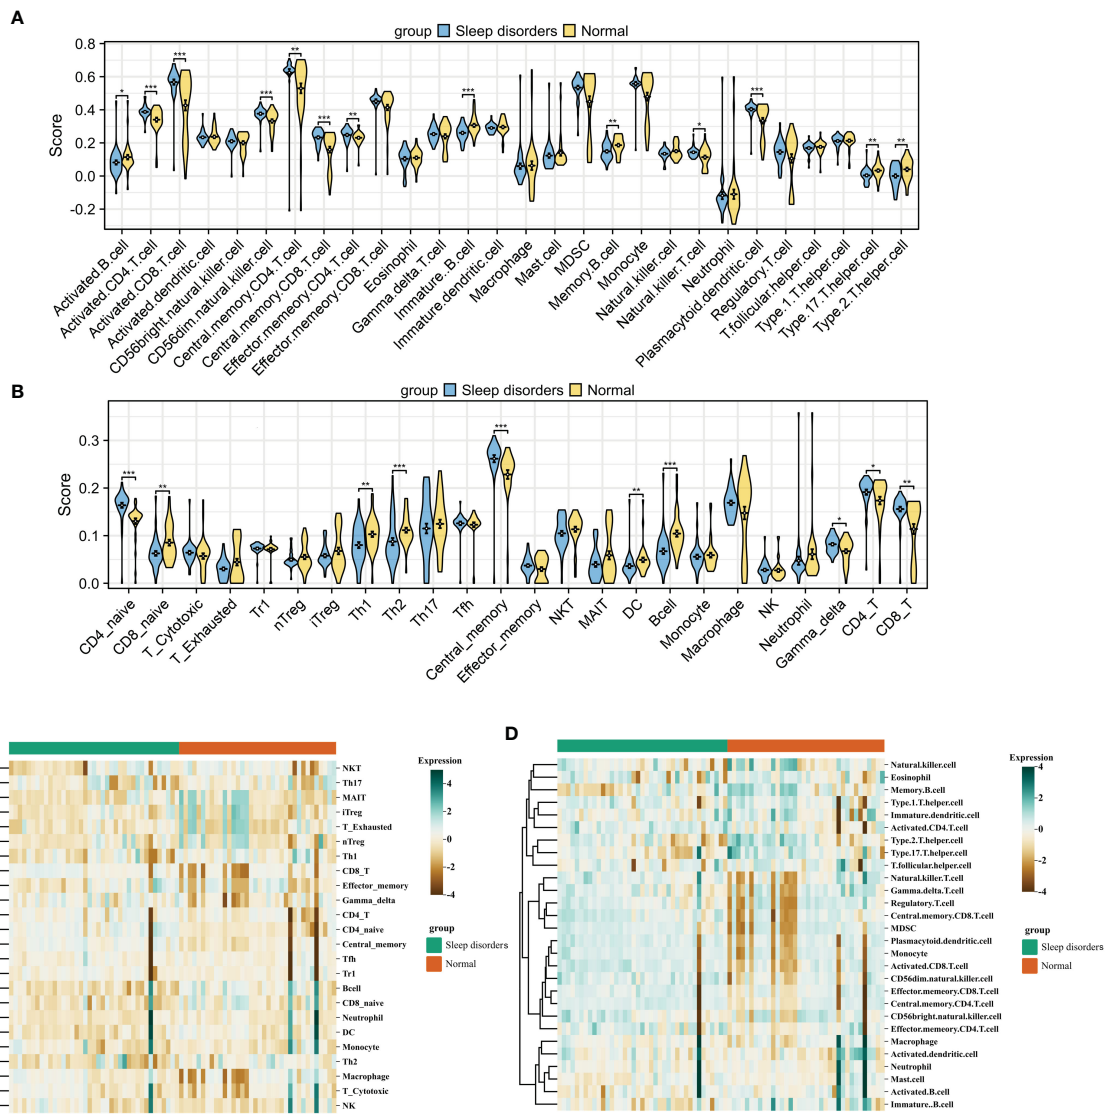 A
group Sleep disorders Normal
0.8
0.6
0.4
0.2
0.0
-0.2
Score
* *** *** *** ** *** ** *** ** * *** ** **
Activated.B.cell
Activated.CD4.T.cell
Activated.CD8.T.cell
Activated.dendritic.cell
CD56bright.natural.killer.cell
CD56dim.natural.killer.cell
Central.memory.CD4.T.cell
Central.memory.CD8.T.cell
Effector.memeory.CD4.T.cell
Effector.memeory.CD8.T.cell
Eosinophil
Gamma.delta.T.cell
Immature..B.cell
Immature.dendritic.cell
Macrophage
Mast.cell
MDSC
Memory.B.cell
Monocyte
Natural.killer.cell
Natural.killer.T.cell
Neutrophil
Plasmacytoid.dendritic.cell
Regulatory.T.cell
T.follicular.helper.cell
Type.1.T.helper.cell
Type.17.T.helper.cell
Type.2.T.helper.cell
B
group Sleep disorders Normal
0.3
0.2
0.1
0.0
Score
*** ** ** *** *** ** *** * * **
CD4_naive
CD8_naive
T_Cytotoxic
T_Exhausted
Tr1
nTreg
iTreg
Th1
Th2
Th17
Tfh
Central_memory
Effector_memory
NKT
MAIT
DC
Bcell
Monocyte
Macrophage
NK
Neutrophil
Gamma_delta
CD4_T
CD8_T
NKT
Th17
MAIT
iTreg
T_Exhausted
nTreg
Th1
CD8_T
Effector_memory
Gamma_delta
CD4_T
CD4_naive
Central_memory
Tfh
Tr1
Bcell
CD8_naive
Neutrophil
DC
Monocyte
Th2
Macrophage
T_Cytotoxic
NK
Expression
4
2
0
-2
-4
group
Sleep disorders
Normal
D
Natural.killer.cell
Eosinophil
Memory.B.cell
Type.1.T.helper.cell
Immature.dendritic.cell
Activated.CD4.T.cell
Type.2.T.helper.cell
Type.17.T.helper.cell
T.follicular.helper.cell
Natural.killer.T.cell
Gamma.delta.T.cell
Regulatory.T.cell
Central.memory.CD8.T.cell
MDSC
Plasmacytoid.dendritic.cell
Monocyte
Activated.CD8.T.cell
CD56dim.natural.killer.cell
Effector.memeory.CD8.T.cell
Central.memory.CD4.T.cell
CD56bright.natural.killer.cell
Effector.memeory.CD4.T.cell
Macrophage
Activated.dendritic.cell
Neutrophil
Mast.cell
Activated.B.cell
Immature..B.cell
Expression
4
2
0
-2
-4
group
Sleep disorders
Normal